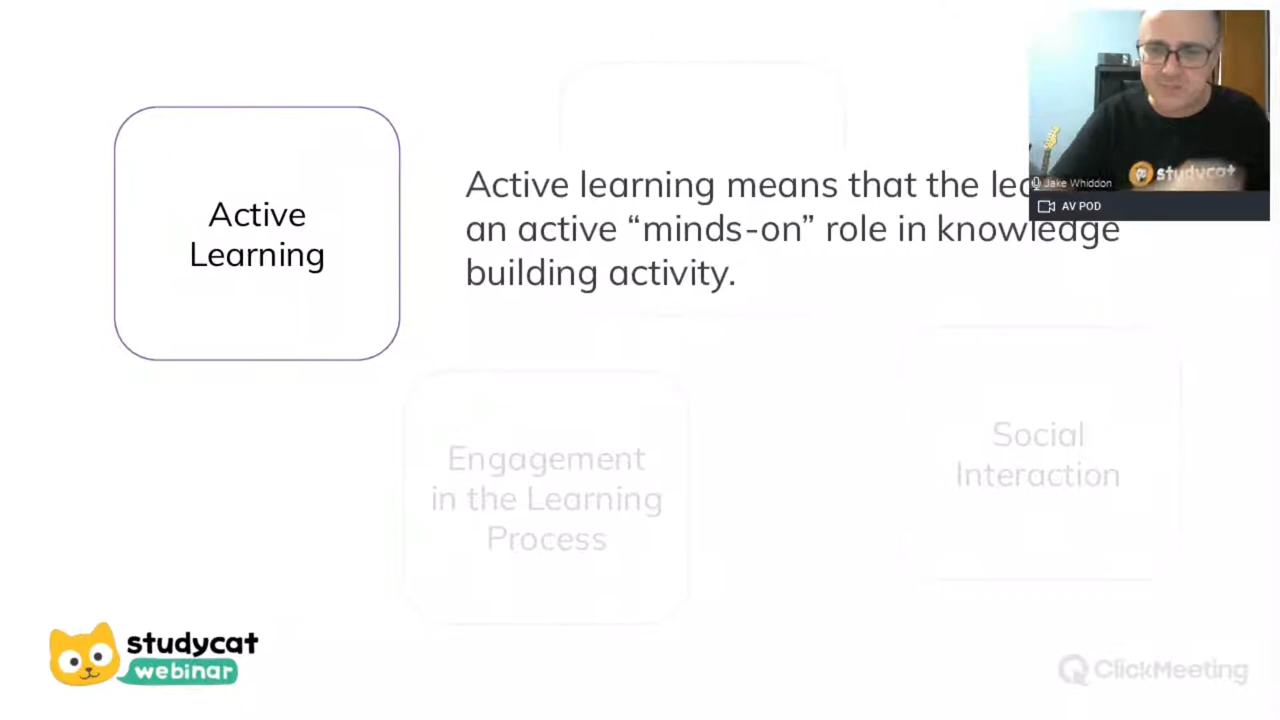 Active
Learning
Active learning means that the
an active “minds-on” role in knowledge
building activity.
Jake Whiddon
AV POD
studycat
Engagement
in the Learning
Process
Social
Interaction
studycat
webinar
ClickMeeting